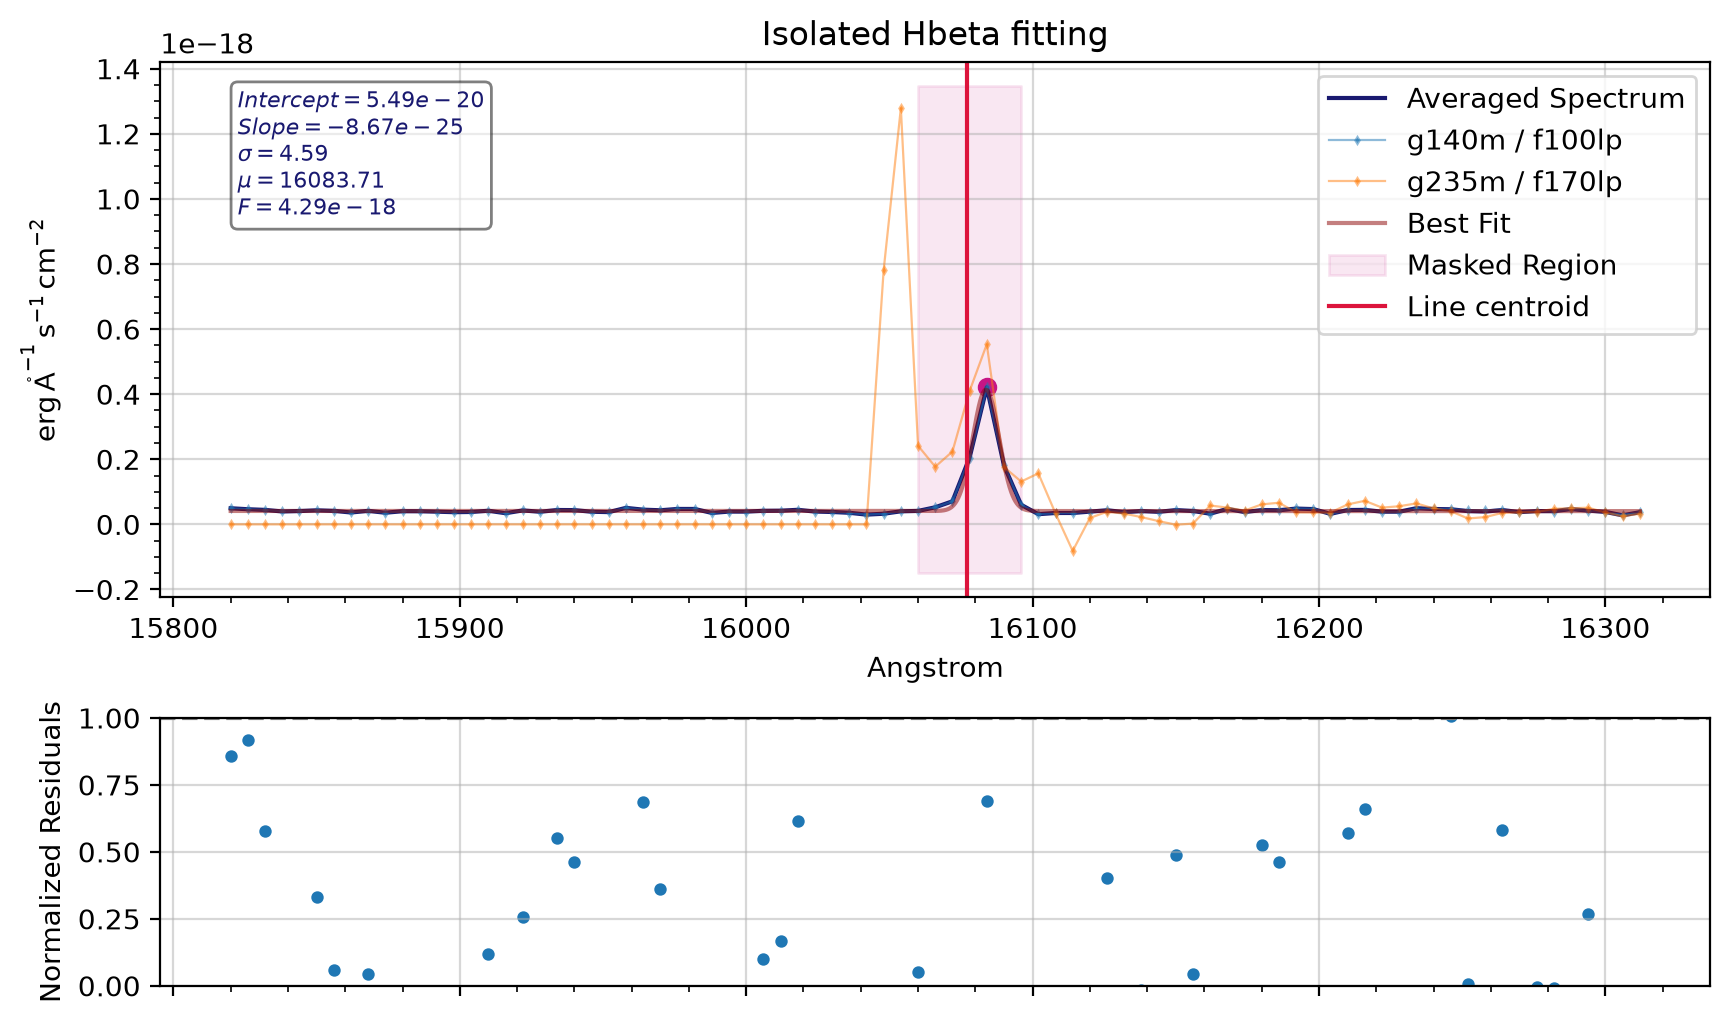 Isolated Hbeta fitting
1e−18
1.4
1.2
1.0
0.8
0.6
0.4
0.2
0.0
−0.2
erg Å⁻¹ s⁻¹ cm⁻²
Intercept = 5.49e − 20
Slope = −8.67e − 25
σ = 4.59
μ = 16083.71
F = 4.29e − 18
Averaged Spectrum
g140m / f100lp
g235m / f170lp
Best Fit
Masked Region
Line centroid
15800 15900 16000 16100 16200 16300
Angstrom
1.00
0.75
0.50
0.25
0.00
Normalized Residuals